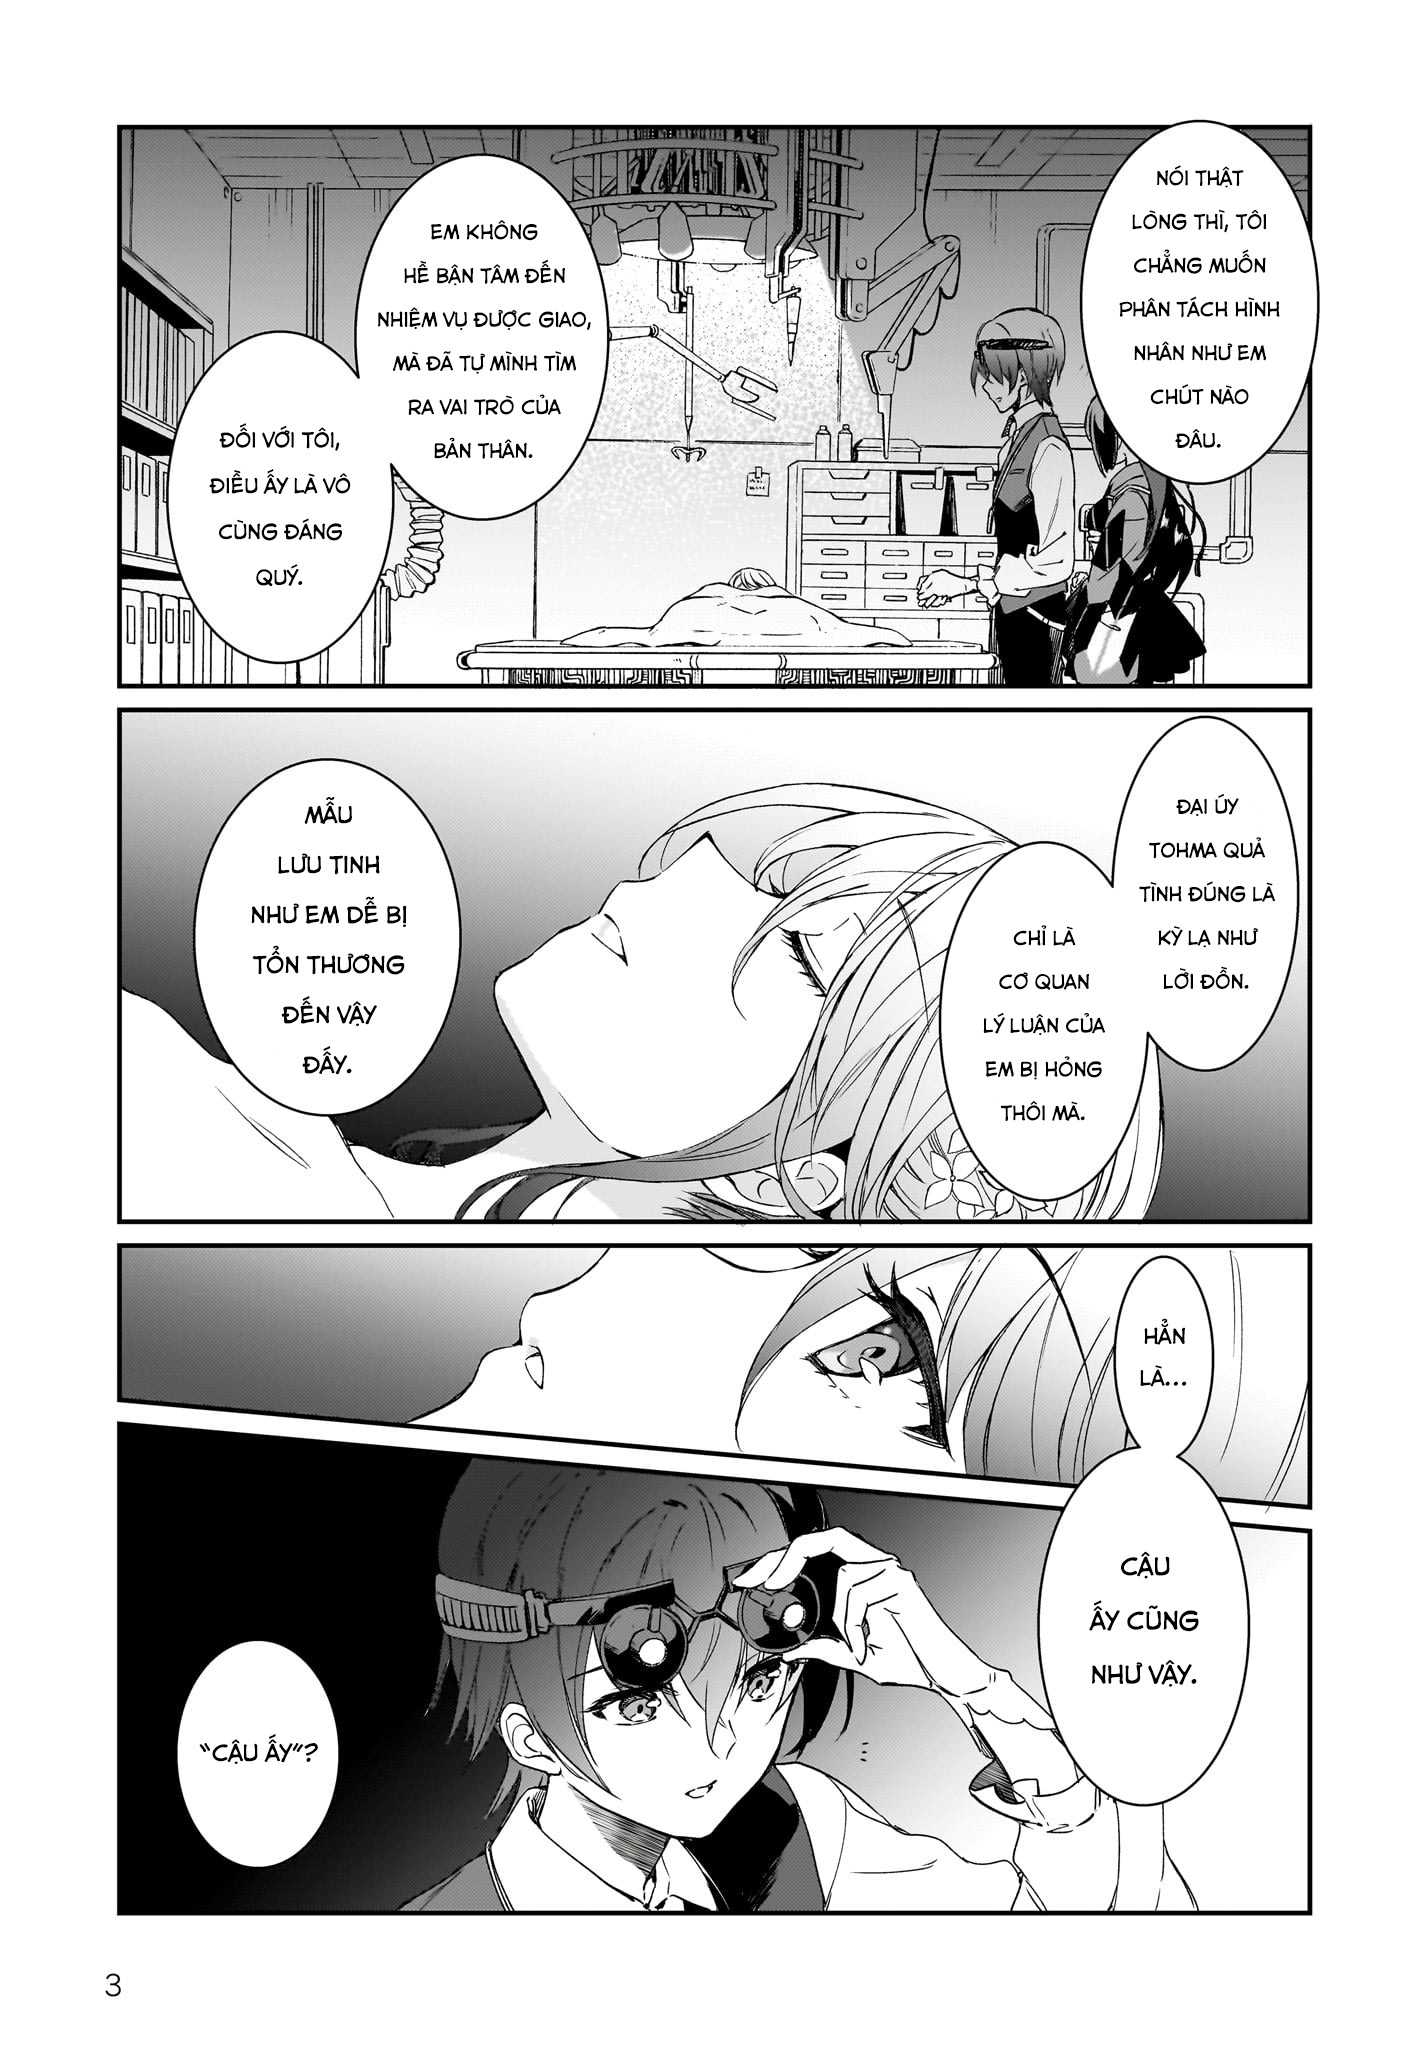 NÓI THẬT
LÒNG THÌ, TÔI
CHẲNG MUỐN
PHÂN TÁCH HÌNH
NHÂN NHƯ EM
CHÚT NÀO
ĐÂU.
EM KHÔNG
HỀ BẬN TÂM ĐẾN
NHIỆM VỤ ĐƯỢC GIAO,
MÀ ĐÃ TỰ MÌNH TÌM
RA VAI TRÒ CỦA
BẢN THÂN.
ĐỐI VỚI TÔI,
ĐIỀU ẤY LÀ VÔ
CÙNG ĐÁNG
QUÝ.
ĐẠI ÚY
TOHMA QUẢ
TÌNH ĐÚNG LÀ
KỲ LẠ NHƯ
LỜI ĐỒN.
CHỈ LÀ
CƠ QUAN
LÝ LUẬN CỦA
EM BỊ HỎNG
THÔI MÀ.
MẪU
LƯU TINH
NHƯ EM DỄ BỊ
TỔN THƯƠNG
ĐẾN VẬY
ĐẤY.
HẲN
LÀ...
CẬU
ẤY CŨNG
NHƯ VẬY.
"CẬU ẤY"?
3